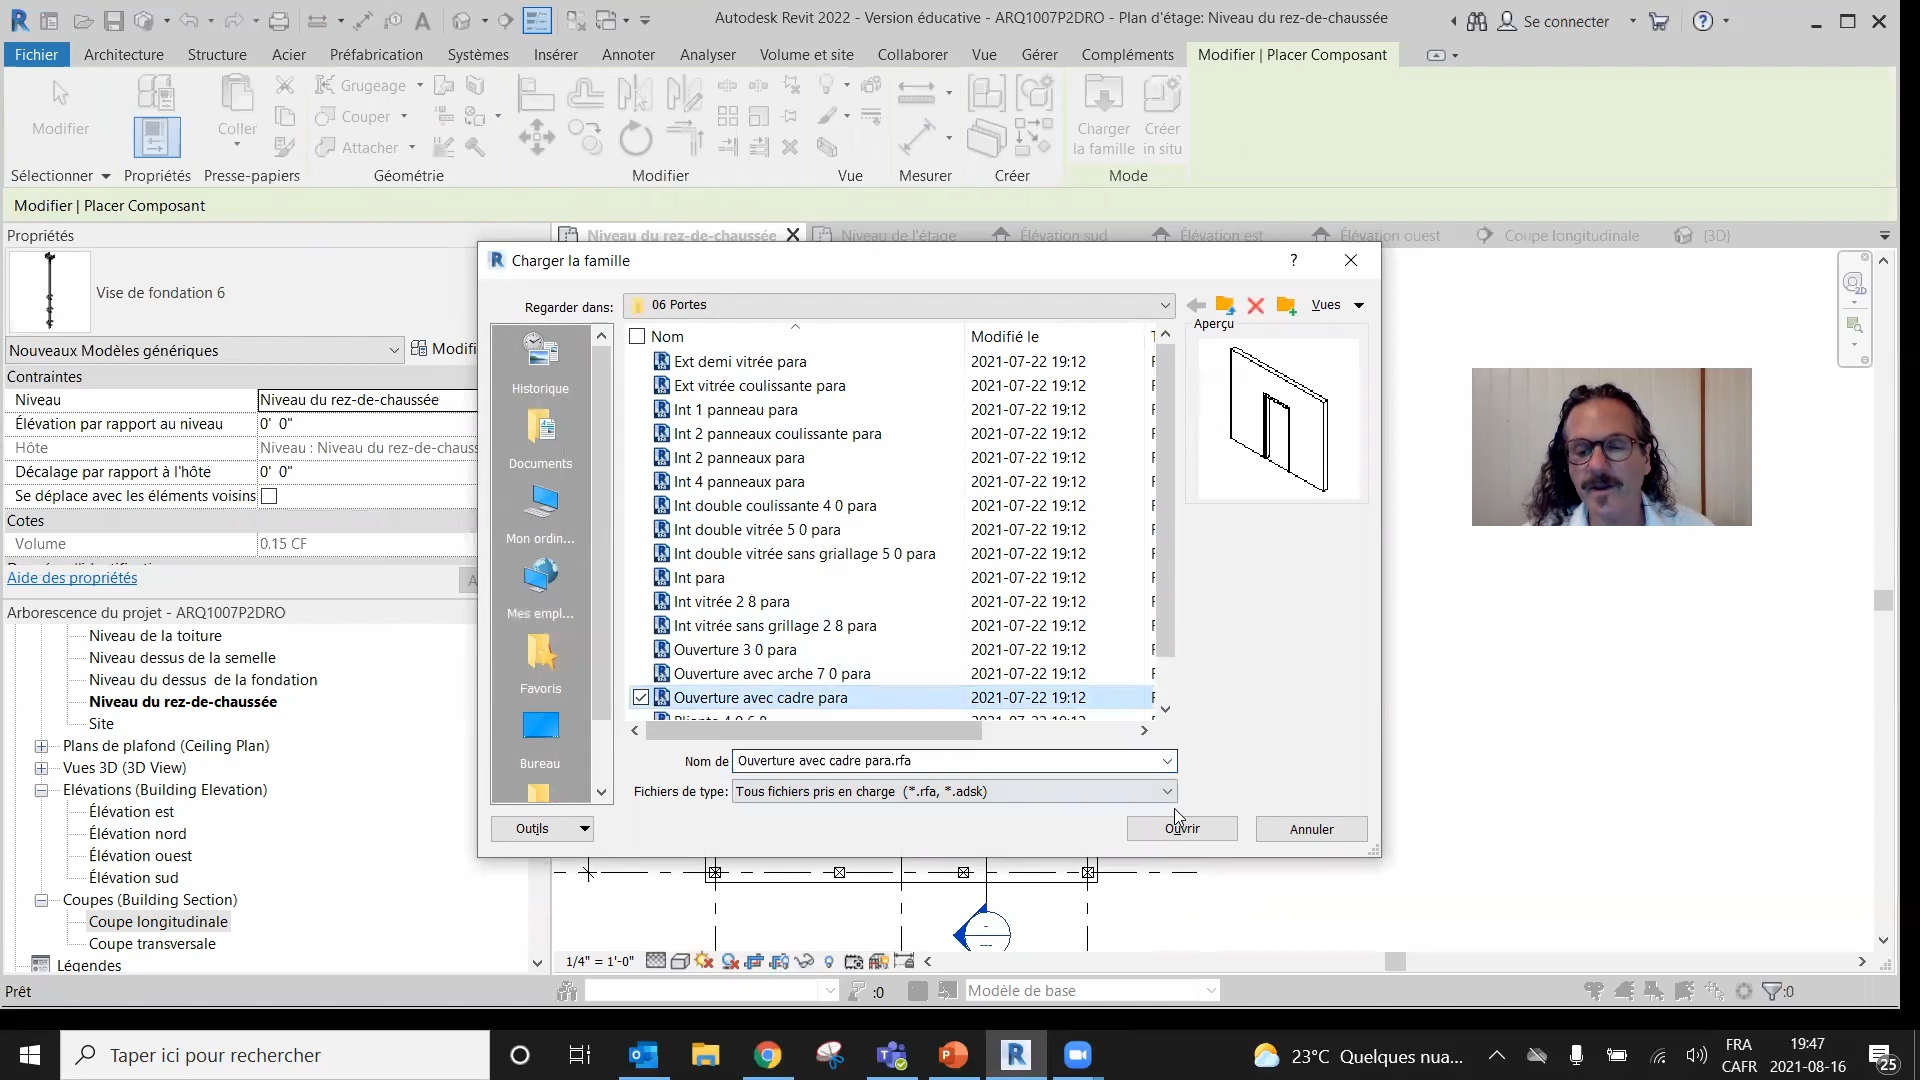 Autodesk Revit 2022 - Version éducative - ARQ1007P2DRO - Plan d'étage: Niveau du rez-de-chaussée
Se connecter
Fichier Architecture Structure Acier Préfabrication Systèmes Insérer Annoter Analyser Volume et site Collaborer Vue Gérer Compléments Modifier | Placer Composant
Grugeage
Modifier
Coller
Couper
Attacher
Charger la famille
Créer in situ
Sélectionner Propriétés Presse-papiers Géométrie Modifier Vue Mesurer Créer Mode
Modifier | Placer Composant
Propriétés
Niveau du rez-de-chaussée Niveau de l'étage Élévation sud Élévation est Élévation ouest Coupe longitudinale (3D)
Vise de fondation 6
Nouveaux Modèles génériques
Modifi
Contraintes
Niveau Niveau du rez-de-chaussée
Élévation par rapport au niveau 0' 0"
Hôte Niveau : Niveau du rez-de-chauss
Décalage par rapport à l'hôte 0' 0"
Se déplace avec les éléments voisins
Cotes
Volume 0.15 CF
Aide des propriétés
A
Arborescence du projet - ARQ1007P2DRO
Niveau de la toiture
Niveau dessus de la semelle
Niveau du dessus de la fondation
Niveau du rez-de-chaussée
Site
Plans de plafond (Ceiling Plan)
Vues 3D (3D View)
Elévations (Building Elevation)
Élévation est
Élévation nord
Élévation ouest
Élévation sud
Coupes (Building Section)
Coupe longitudinale
Coupe transversale
Légendes
Charger la famille
?
Regarder dans: 06 Portes
Vues
Aperçu
Historique
Documents
Mon ordin...
Mes empl...
Favoris
Bureau
Nom Modifié le T
Ext demi vitrée para 2021-07-22 19:12 F
Ext vitrée coulissante para 2021-07-22 19:12 F
Int 1 panneau para 2021-07-22 19:12 F
Int 2 panneaux coulissante para 2021-07-22 19:12 F
Int 2 panneaux para 2021-07-22 19:12 F
Int 4 panneaux para 2021-07-22 19:12 F
Int double coulissante 4 0 para 2021-07-22 19:12 F
Int double vitrée 5 0 para 2021-07-22 19:12 F
Int double vitrée sans griallage 5 0 para 2021-07-22 19:12 F
Int para 2021-07-22 19:12 F
Int vitrée 2 8 para 2021-07-22 19:12 F
Int vitrée sans grillage 2 8 para 2021-07-22 19:12 F
Ouverture 3 0 para 2021-07-22 19:12 F
Ouverture avec arche 7 0 para 2021-07-22 19:12 F
Ouverture avec cadre para 2021-07-22 19:12 F
Nom de Ouverture avec cadre para.rfa
Fichiers de type: Tous fichiers pris en charge (*.rfa, *.adsk)
Outils
Ouvrir
Annuler
2D
1/4" = 1'-0"
Prêt
:0
Modèle de base
:0
Taper ici pour rechercher
23°C Quelques nua...
FRA
CAFR
19:47
2021-08-16
25